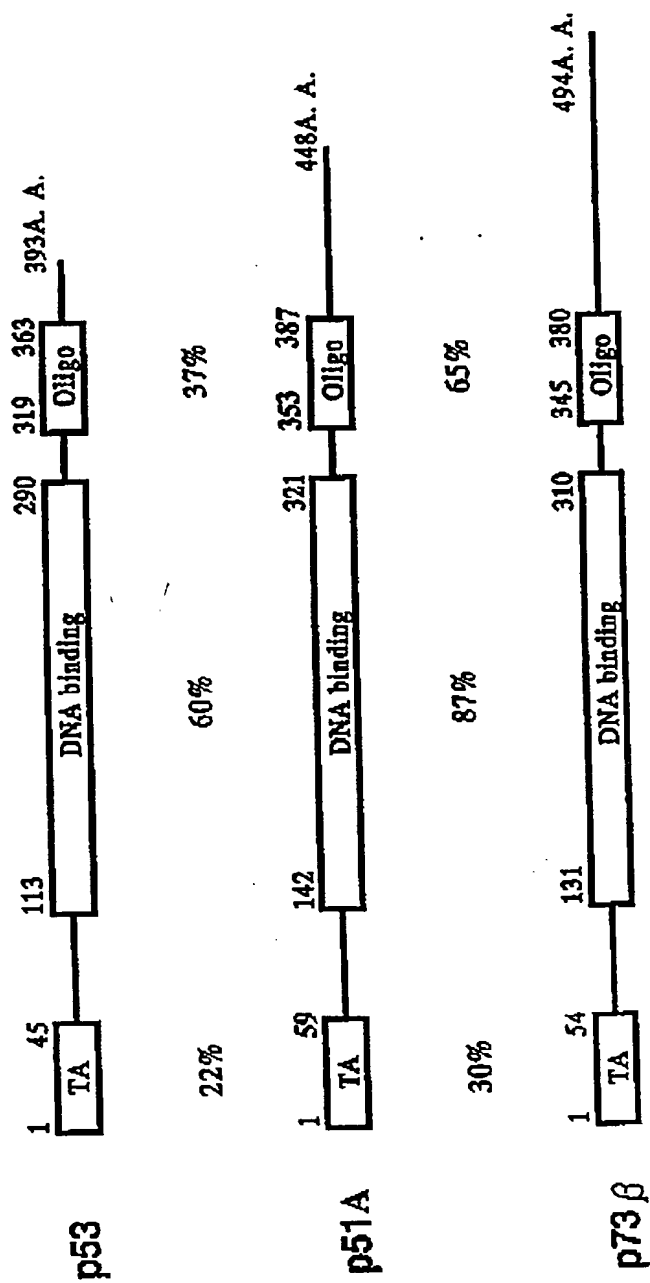 p53
1 45 113 290 319 363 393A. A.
TA DNA binding Oligo
22% 60% 37%
p51A
1 59 142 321 353 387 448A. A.
TA DNA binding Oligo
30% 87% 65%
p73β
1 54 131 310 345 380 494A. A.
TA DNA binding Oligo